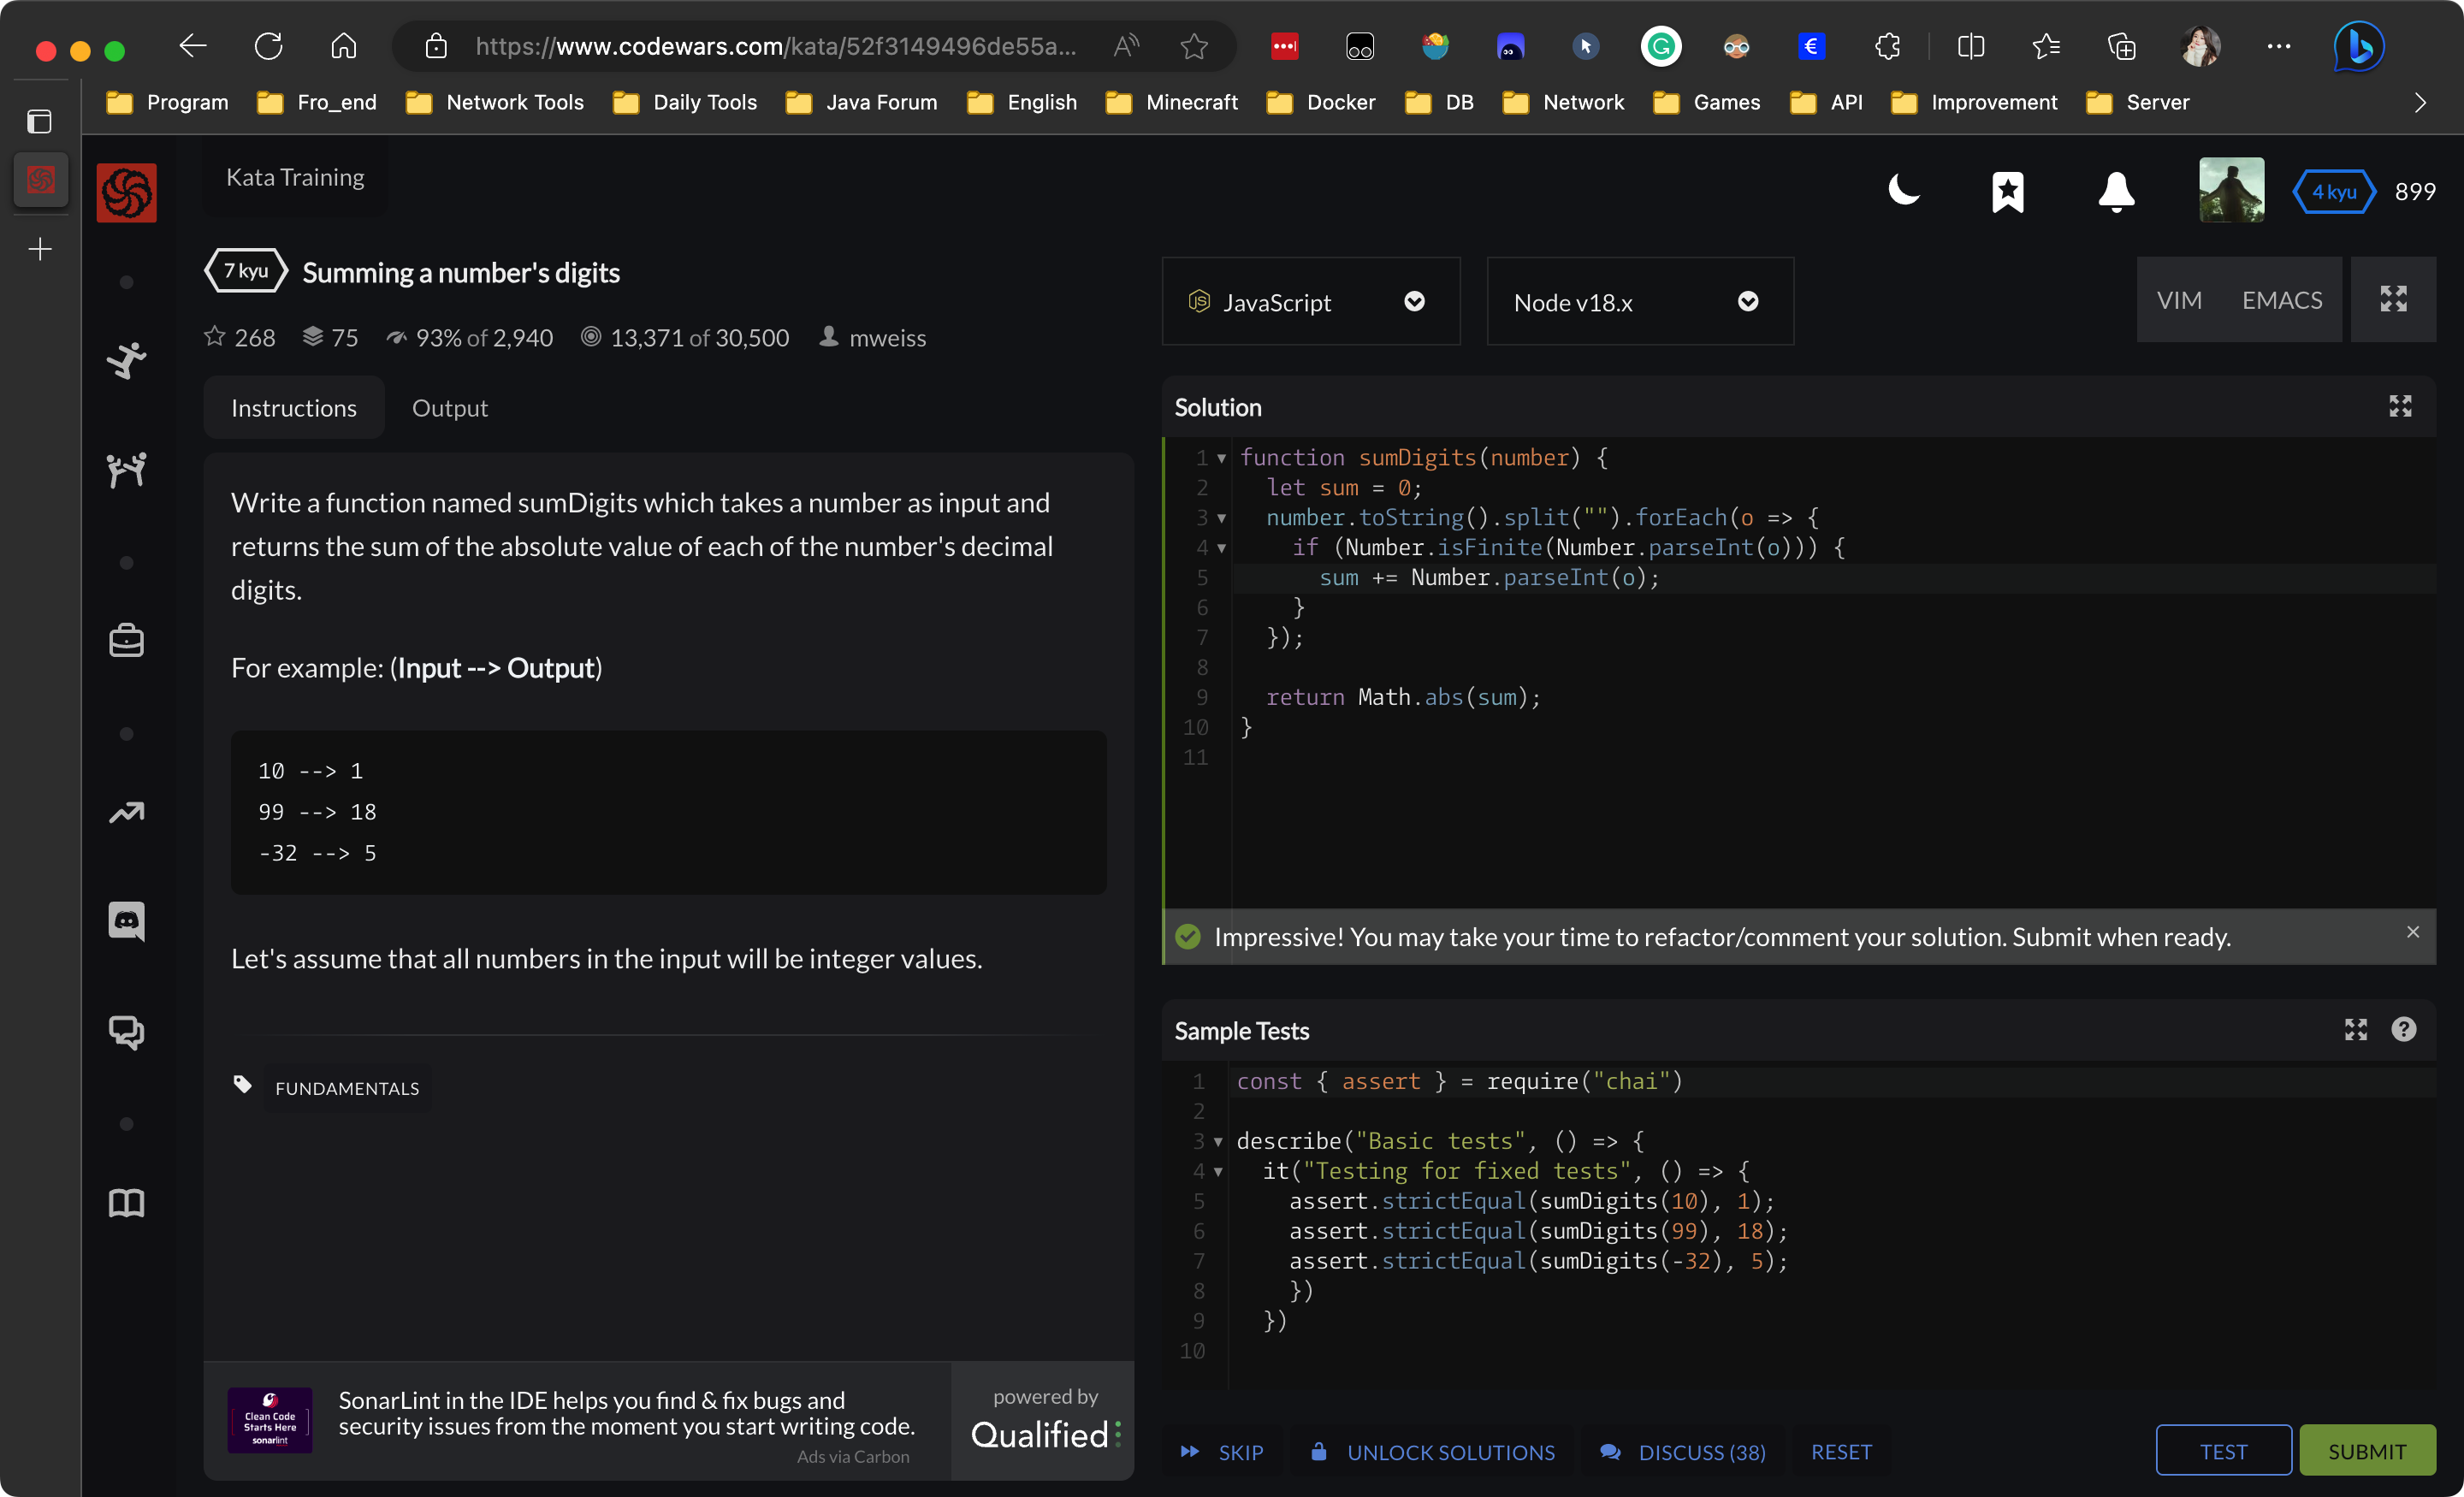 https://www.codewars.com/kata/52f3149496de55a...
Program Fro_end Network Tools Daily Tools Java Forum English Minecraft Docker DB Network Games API Improvement Server
Kata Training
4 kyu 899
7 kyu Summing a number's digits
268 75 93% of 2,940 13,371 of 30,500 mweiss
Instructions Output
Write a function named sumDigits which takes a number as input and
returns the sum of the absolute value of each of the number's decimal
digits.
For example: (Input --> Output)
10 --> 1
99 --> 18
-32 --> 5
Let's assume that all numbers in the input will be integer values.
FUNDAMENTALS
Clean Code
Starts Here
sonarlint
SonarLint in the IDE helps you find & fix bugs and
security issues from the moment you start writing code.
Ads via Carbon
powered by
Qualified
JavaScript Node v18.x VIM EMACS
Solution
1 function sumDigits(number) {
2 let sum = 0;
3 number.toString().split("").forEach(o => {
4 if (Number.isFinite(Number.parseInt(o))) {
5 sum += Number.parseInt(o);
6 }
7 });
8
9 return Math.abs(sum);
10 }
11
Impressive! You may take your time to refactor/comment your solution. Submit when ready.
Sample Tests
1 const { assert } = require("chai")
2
3 describe("Basic tests", () => {
4 it("Testing for fixed tests", () => {
5 assert.strictEqual(sumDigits(10), 1);
6 assert.strictEqual(sumDigits(99), 18);
7 assert.strictEqual(sumDigits(-32), 5);
8 })
9 })
10
SKIP UNLOCK SOLUTIONS DISCUSS (38) RESET TEST SUBMIT